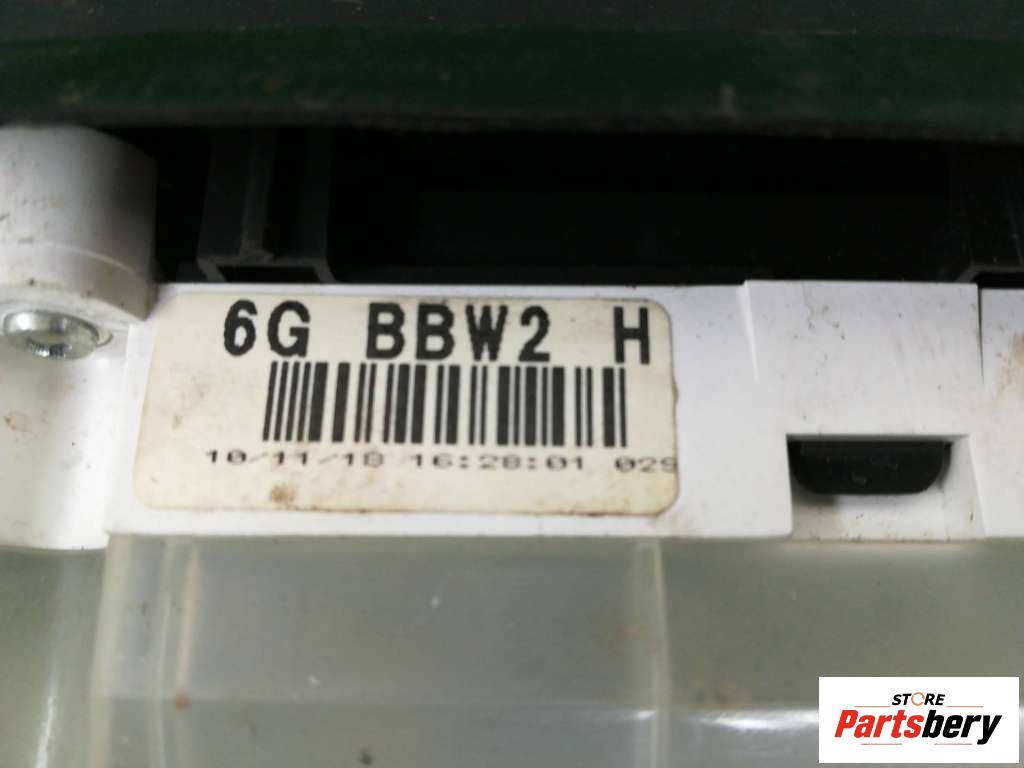 6G BBW2 H
10/11/18 16:28:01 029
STORE
Partsbery